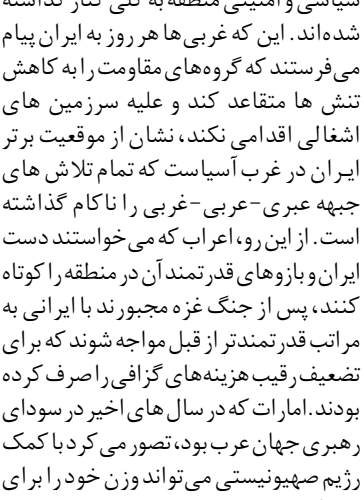 سیاسی و امنیتی منطقه به کلی کنار گذاشته
شده‌اند. این که غربی‌ها هر روز به ایران پیام
می‌فرستند که گروه‌های مقاومت را به کاهش
تنش ها متقاعد کند و علیه سرزمین های
اشغالی اقدامی نکند، نشان از موقعیت برتر
ایران در غرب آسیاست که تمام تلاش های
جبهه عبری-عربی-غربی را ناکام گذاشته
است. از این رو، اعراب که می‌خواستند دست
ایران و بازوهای قدرتمند آن در منطقه را کوتاه
کنند، پس از جنگ غزه مجبورند با ایرانی به
مراتب قدرتمندتر از قبل مواجه شوند که برای
تضعیف رقیب هزینه‌های گزافی را صرف کرده
بودند. امارات که در سال های اخیر در سودای
رهبری جهان عرب بود، تصور می کرد با کمک
رژیم صهیونیستی می‌تواند وزن خود را برای